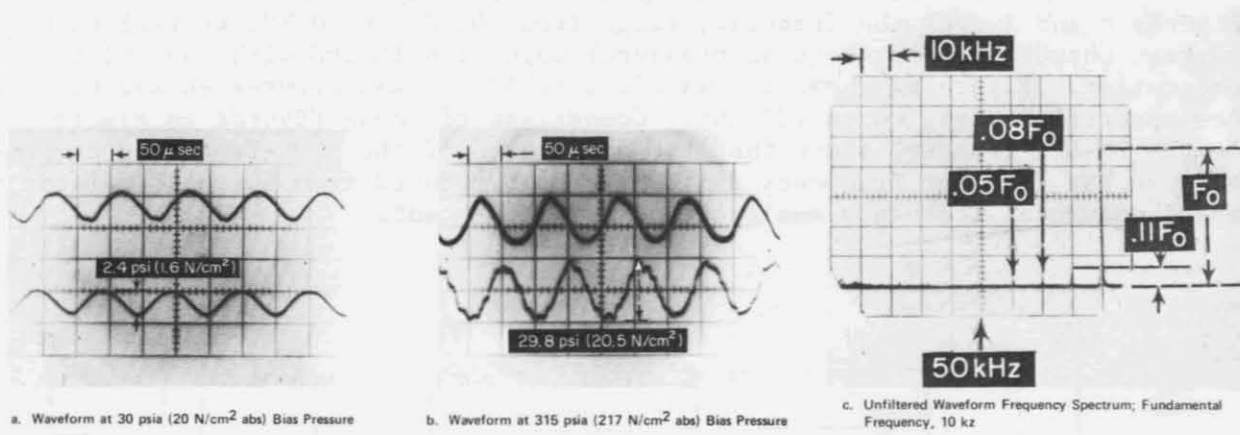 50 μ sec
2.4 psi (1.6 N/cm²)
a. Waveform at 30 psia (20 N/cm² abs) Bias Pressure
50 μ sec
29.8 psi (20.5 N/cm²)
b. Waveform at 315 psia (217 N/cm² abs) Bias Pressure
10 kHz
.08F₀
.05F₀
F₀
.11F₀
50 kHz
c. Unfiltered Waveform Frequency Spectrum; Fundamental
Frequency, 10 kz